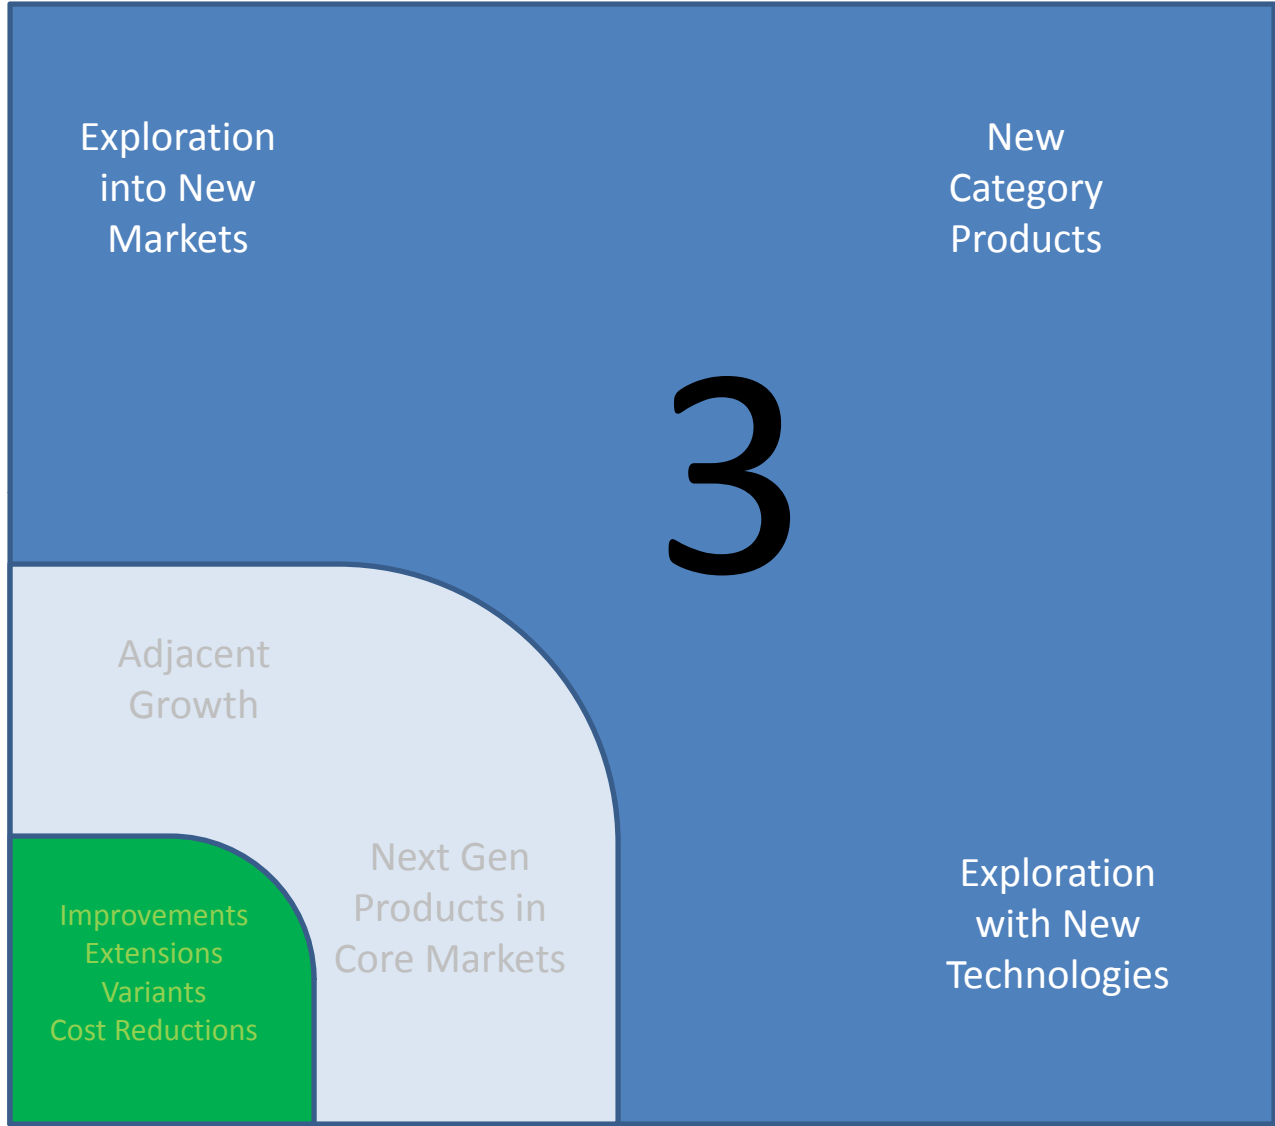 Exploration
into New
Markets
New
Category
Products
3
Adjacent
Growth
Next Gen
Products in
Core Markets
Improvements
Extensions
Variants
Cost Reductions
Exploration
with New
Technologies